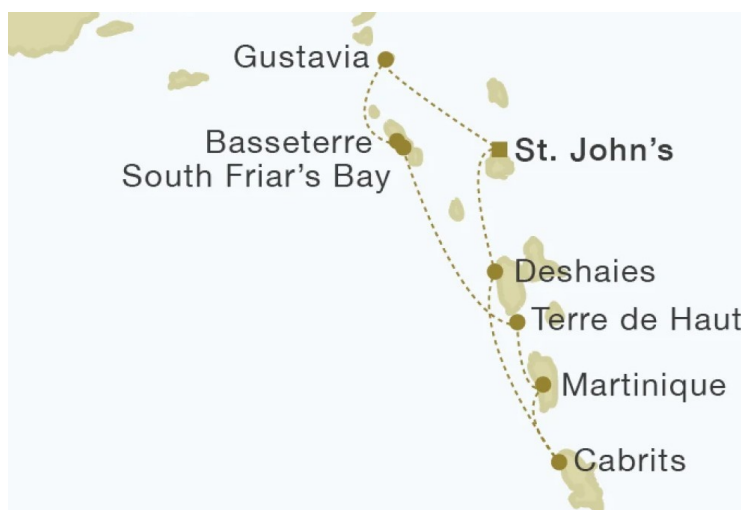 Gustavia
Basseterre
St. John's
South Friar's Bay
Deshaies
Terre de Haut
Martinique
Cabrits